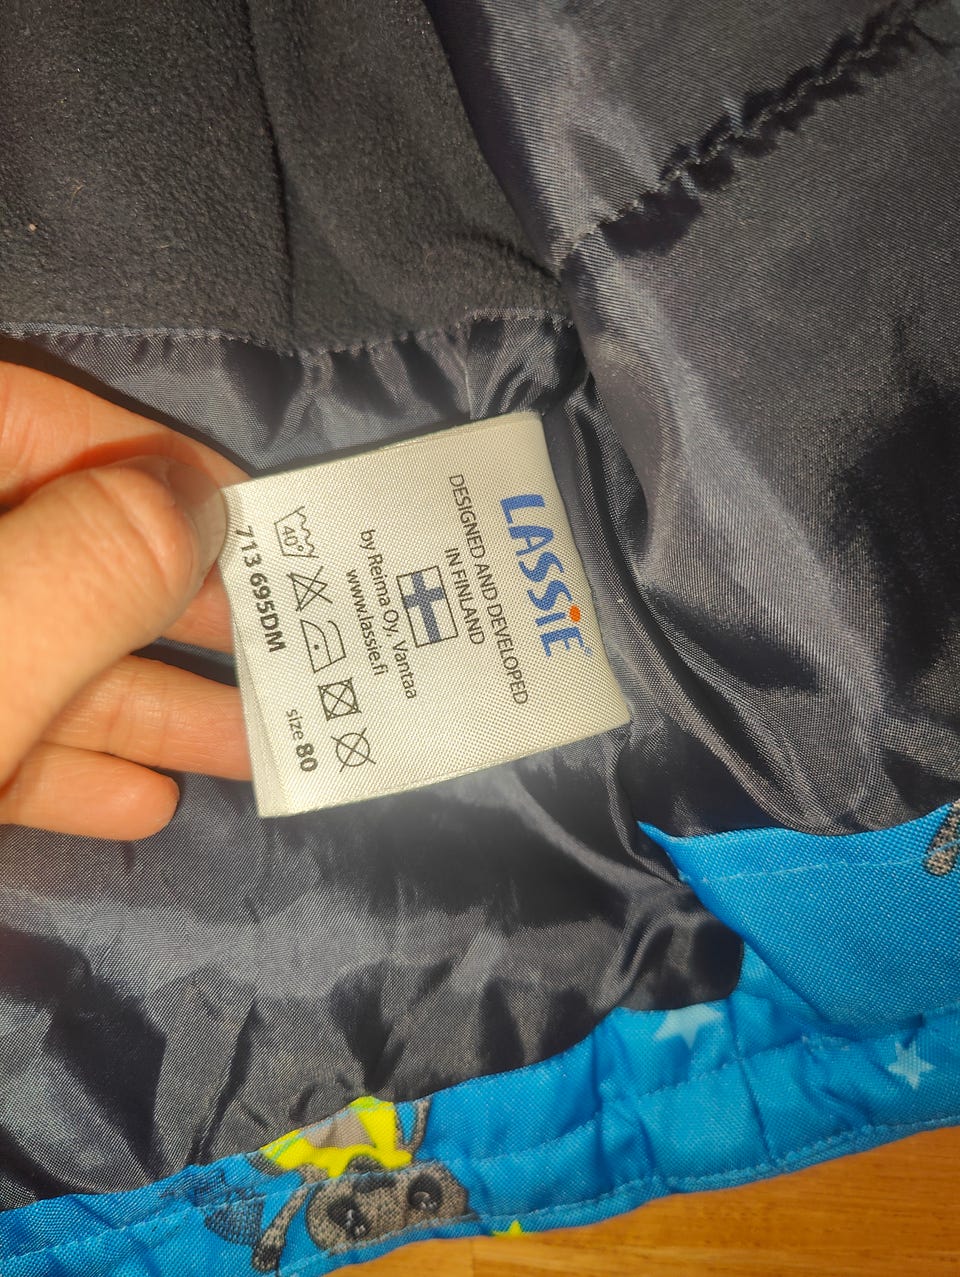 LASSiE®
DESIGNED AND DEVELOPED
IN FINLAND
by Reima Oy, Vantaa
www.lassie.fi
40°
713 695DM
size 80